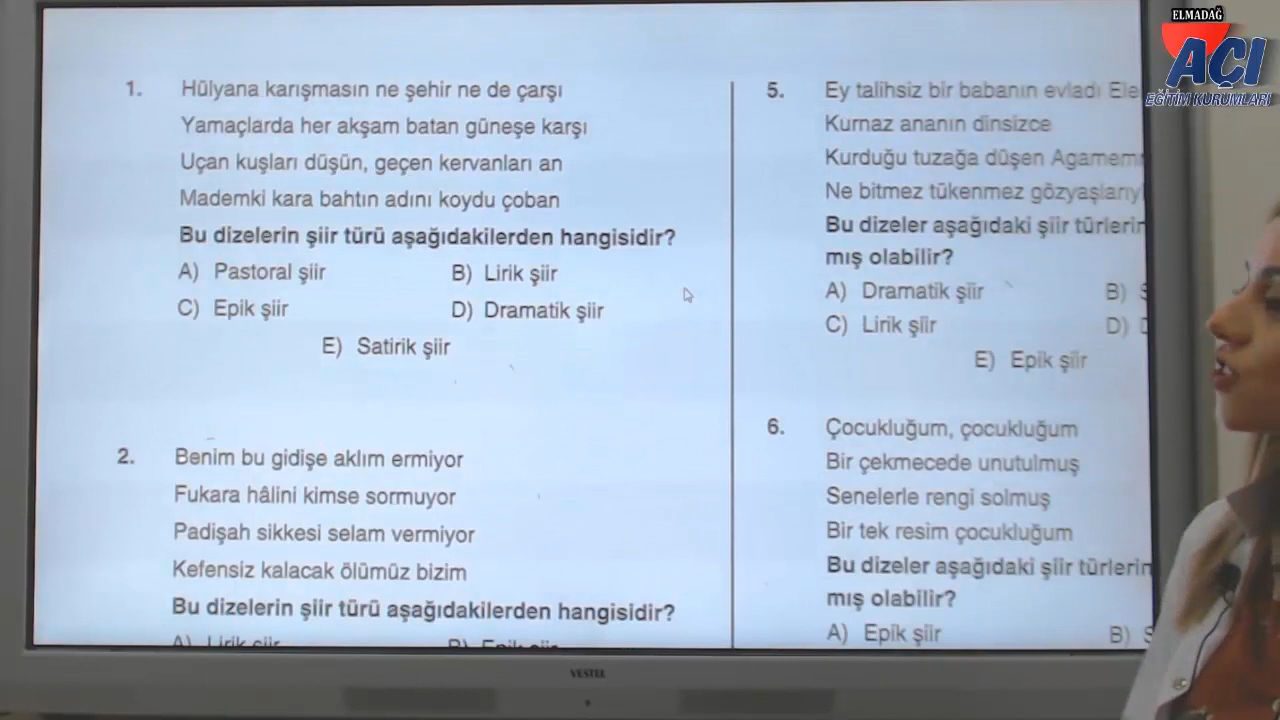 ELMADAĞ
AÇI
EĞİTİM KURUMLARI
1. Hülyana karışmasın ne şehir ne de çarşı
Yamaçlarda her akşam batan güneşe karşı
Uçan kuşları düşün, geçen kervanları an
Mademki kara bahtın adını koydu çoban
Bu dizelerin şiir türü aşağıdakilerden hangisidir?
A) Pastoral şiir B) Lirik şiir
C) Epik şiir D) Dramatik şiir
E) Satirik şiir
2. Benim bu gidişe aklım ermiyor
Fukara hâlini kimse sormuyor
Padişah sikkesi selam vermiyor
Kefensiz kalacak ölümüz bizim
Bu dizelerin şiir türü aşağıdakilerden hangisidir?
A) Lirik şiir B) Epik şiir
5. Ey talihsiz bir babanın evladı
Kurnaz ananın dinsizce
Kurduğu tuzağa düşen
Ne bitmez tükenmez
Bu dizeler aşağıdaki şiir
mış olabilir?
A) Dramatik şiir B)
C) Lirik şiir D)
E) Epik şiir
6. Çocukluğum, çocukluğum
Bir çekmecede unutulmuş
Senelerle rengi solmuş
Bir tek resim çocukluğum
Bu dizeler aşağıdaki şiir
mış olabilir?
A) Epik şiir B)
VESTEL